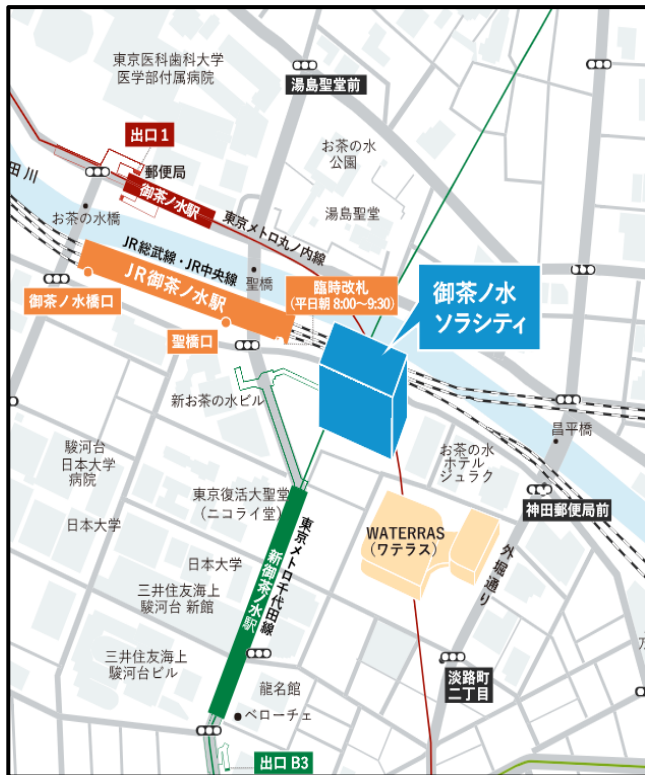 東京医科歯科大学
医学部付属病院
湯島聖堂前
出口1
お茶の水
公園
郵便局
御茶ノ水駅
田川
お茶の水橋
東京メトロ丸ノ内線
湯島聖堂
JR総武線・JR中央線
JR御茶ノ水駅
聖橋
臨時改札
(平日朝 8:00〜9:30)
御茶ノ水
ソラシティ
御茶ノ水橋口
聖橋口
新お茶の水ビル
昌平橋
駿河台
日本大学
病院
お茶の水
ホテル
ジュラク
東京復活大聖堂
(ニコライ堂)
神田郵便局前
日本大学
WATERRAS
(ワテラス)
東京メトロ千代田線
新御茶ノ水駅
外堀通り
日本大学
三井住友海上
駿河台 新館
三井住友海上
駿河台ビル
淡路町
二丁目
龍名館
ベローチェ
出口 B3